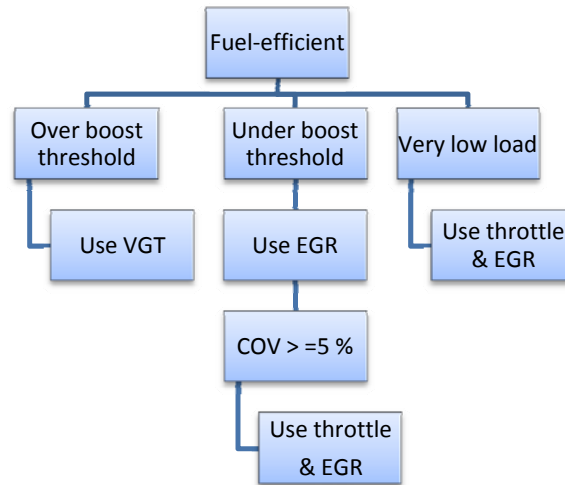 Fuel-efficient
Over boost
threshold
Under boost
threshold
Very low load
Use VGT
Use EGR
Use throttle
& EGR
COV > =5 %
Use throttle
& EGR